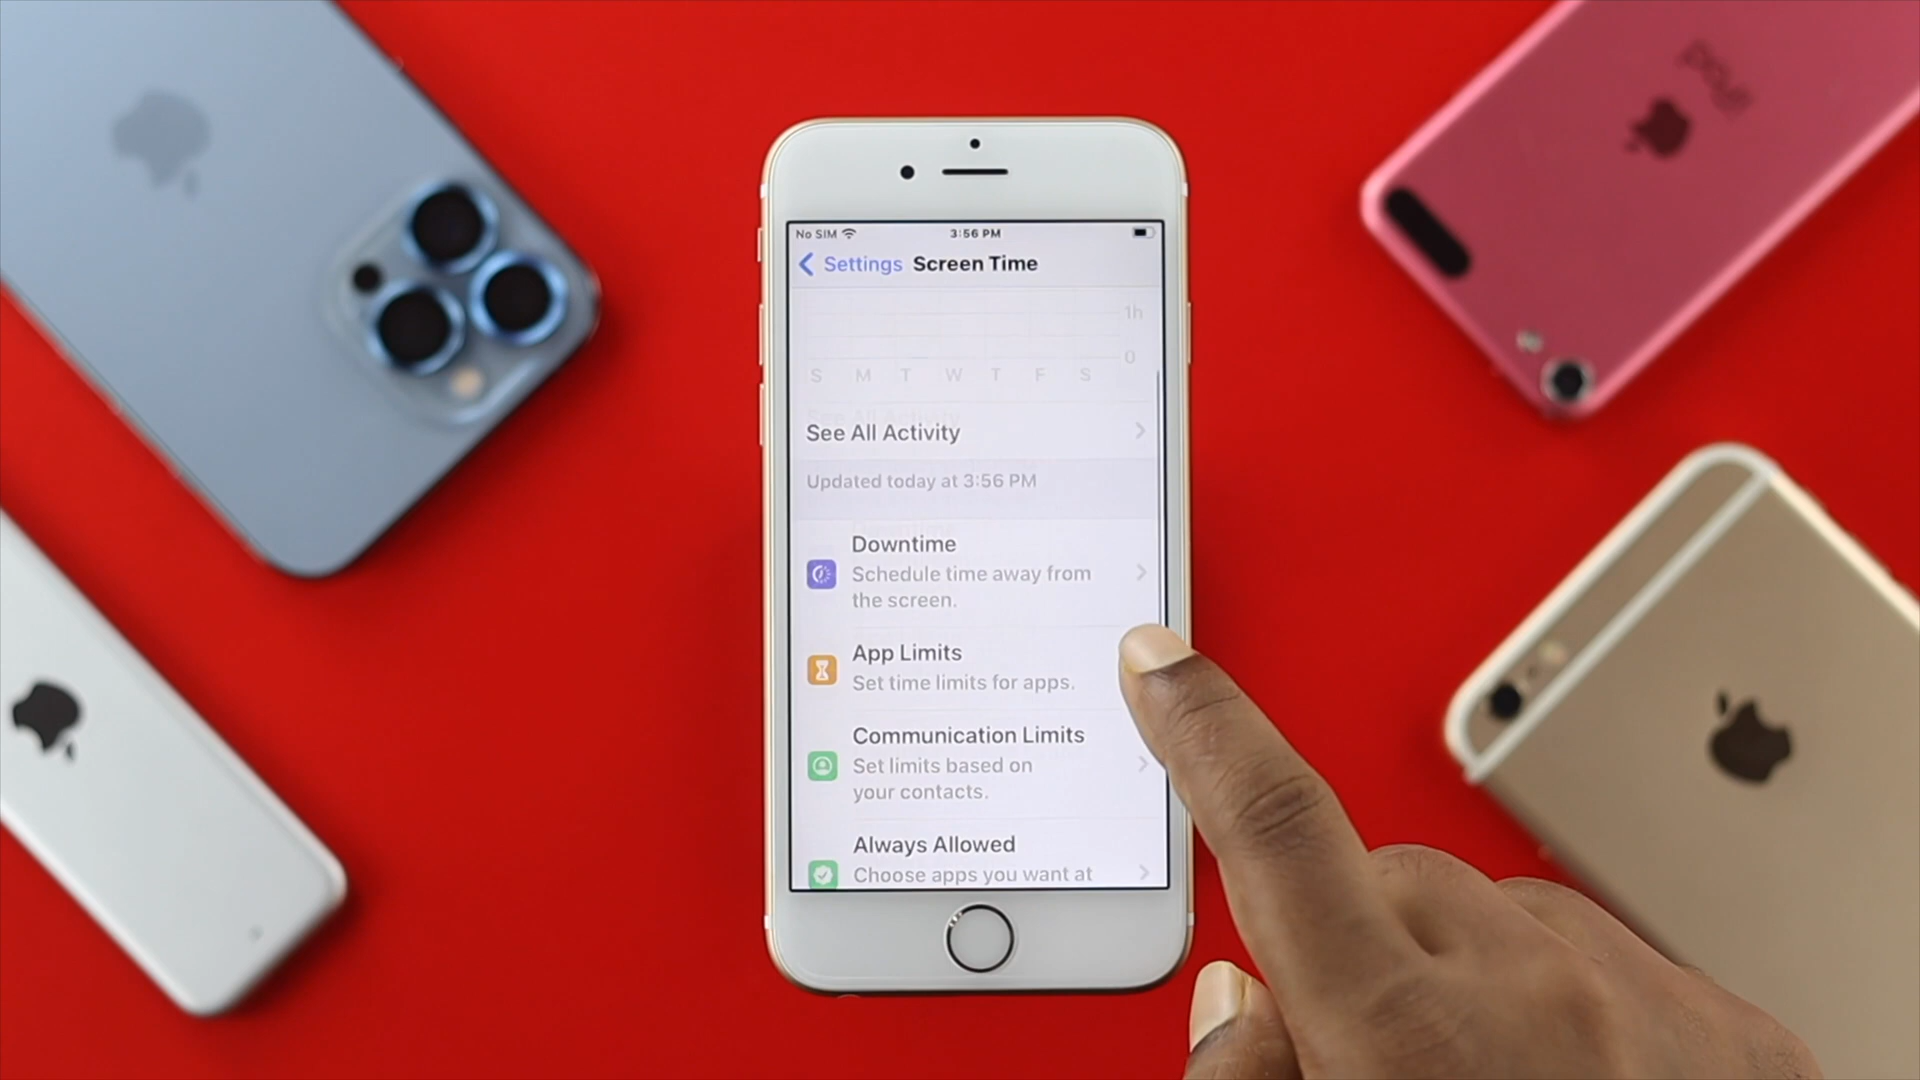 iPod
No SIM
3:56 PM
Settings
Screen Time
1h
0
S M T W T F S
See All Activity
Updated today at 3:56 PM
Downtime
Schedule time away from
the screen.
App Limits
Set time limits for apps.
Communication Limits
Set limits based on
your contacts.
Always Allowed
Choose apps you want at